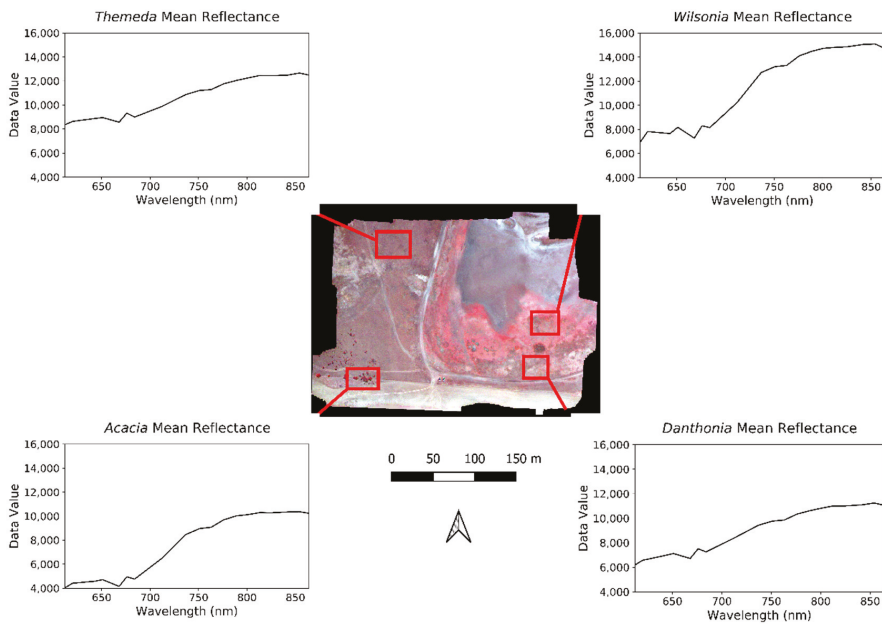 Themeda Mean Reflectance
16,000
14,000
12,000
10,000
8,000
6,000
4,000
Data Value
650 700 750 800 850
Wavelength (nm)
Wilsonia Mean Reflectance
16,000
14,000
12,000
10,000
8,000
6,000
4,000
Data Value
650 700 750 800 850
Wavelength (nm)
Acacia Mean Reflectance
16,000
14,000
12,000
10,000
8,000
6,000
4,000
Data Value
650 700 750 800 850
Wavelength (nm)
0 50 100 150 m
Danthonia Mean Reflectance
16,000
14,000
12,000
10,000
8,000
6,000
4,000
Data Value
650 700 750 800 850
Wavelength (nm)